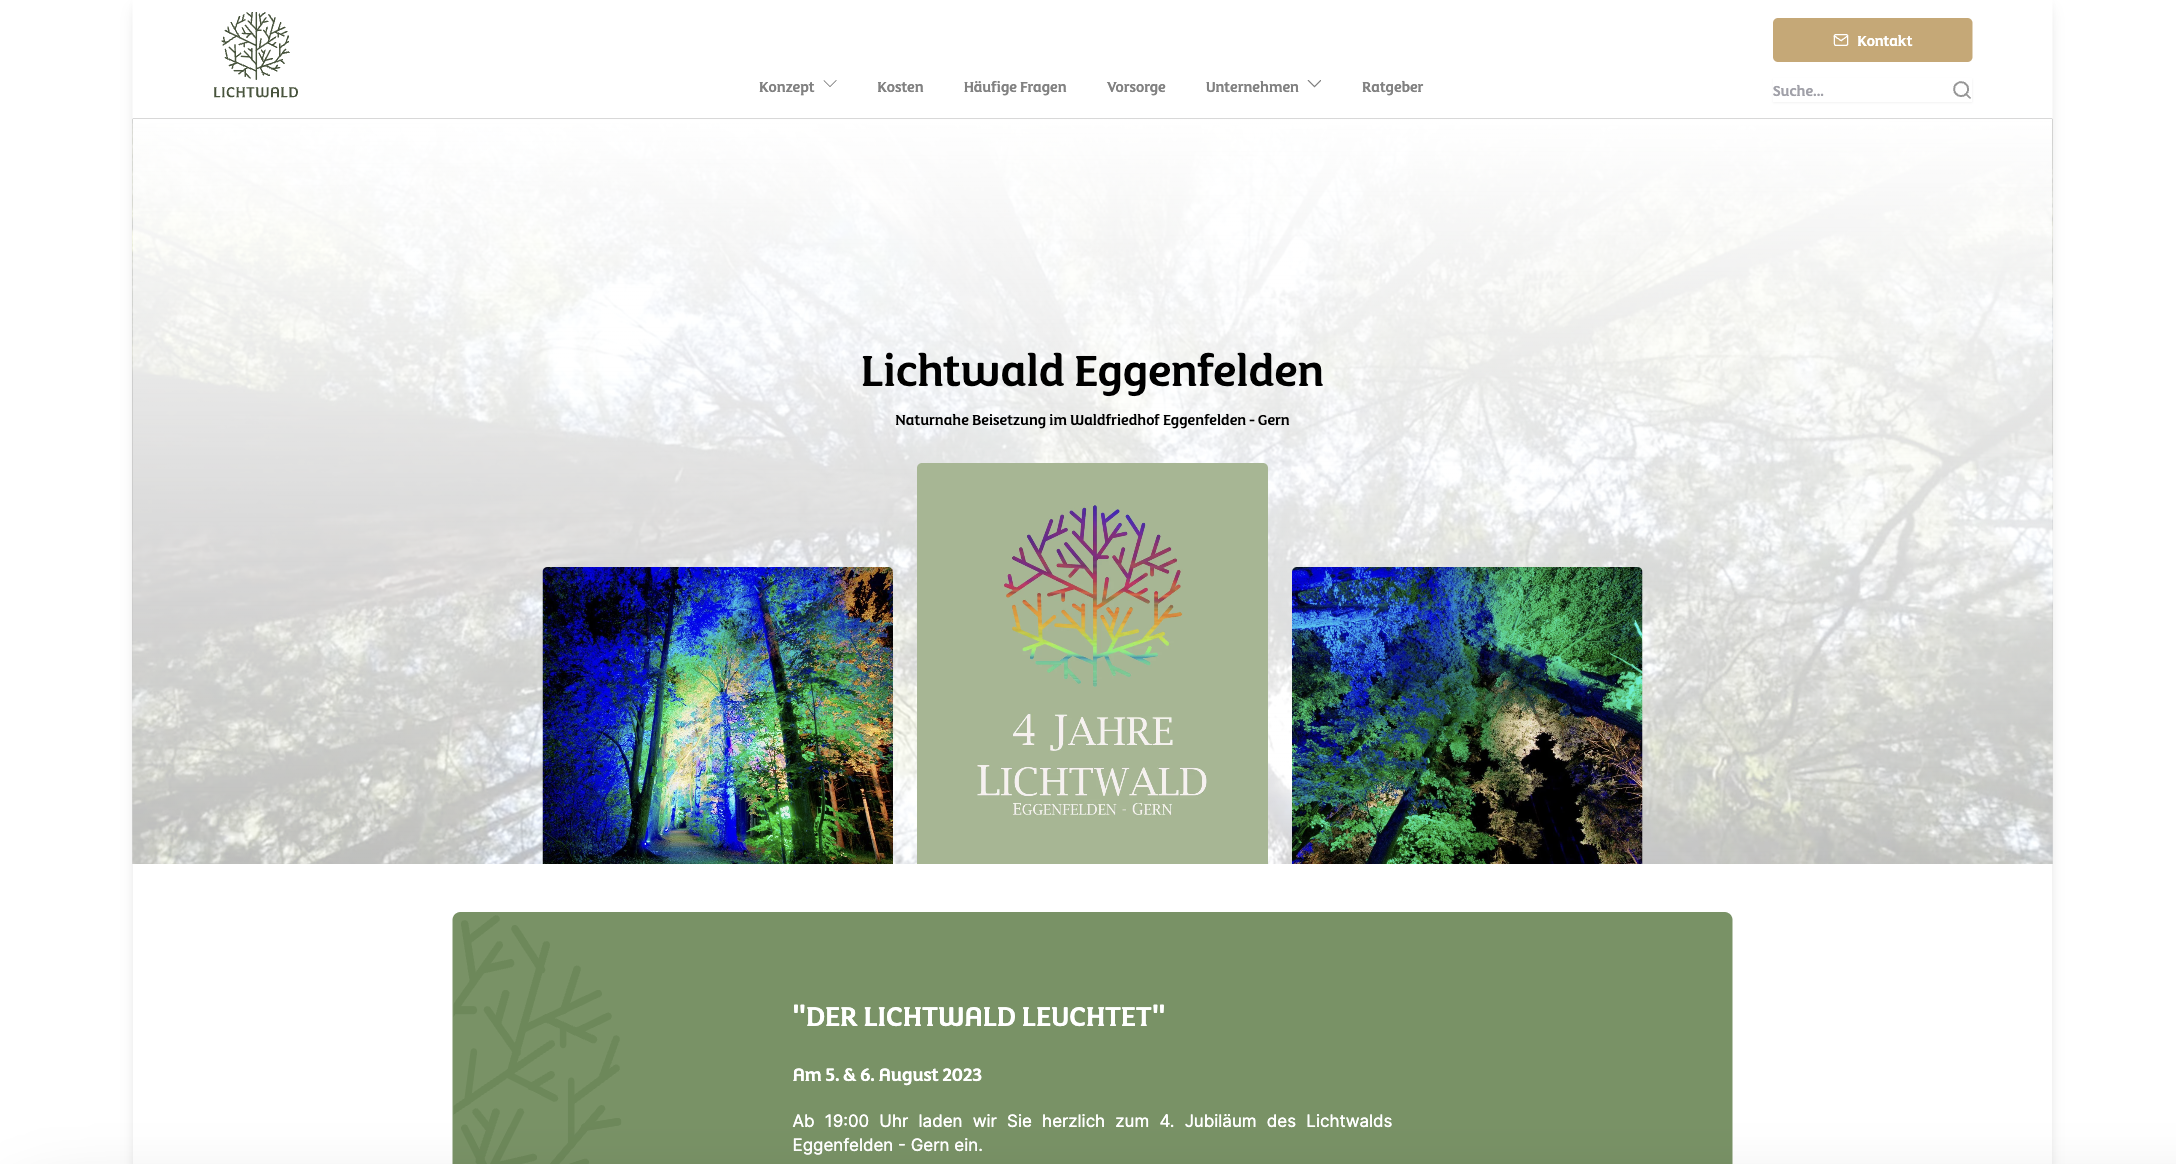 LICHTWALD
Kontakt
Konzept
Kosten
Häufige Fragen
Vorsorge
Unternehmen
Ratgeber
Suche...
Lichtwald Eggenfelden
Naturnahe Beisetzung im Waldfriedhof Eggenfelden - Gern
4 JAHRE
LICHTWALD
EGGENFELDEN - GERN
"DER LICHTWALD LEUCHTET"
Am 5. & 6. August 2023
Ab 19:00 Uhr laden wir Sie herzlich zum 4. Jubiläum des Lichtwalds
Eggenfelden - Gern ein.